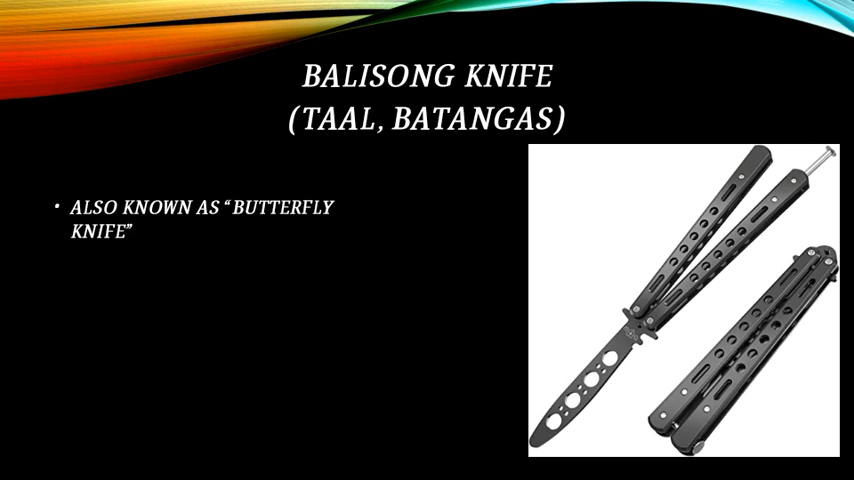 BALISONG KNIFE
(TAAL, BATANGAS)
• ALSO KNOWN AS “BUTTERFLY
KNIFE”